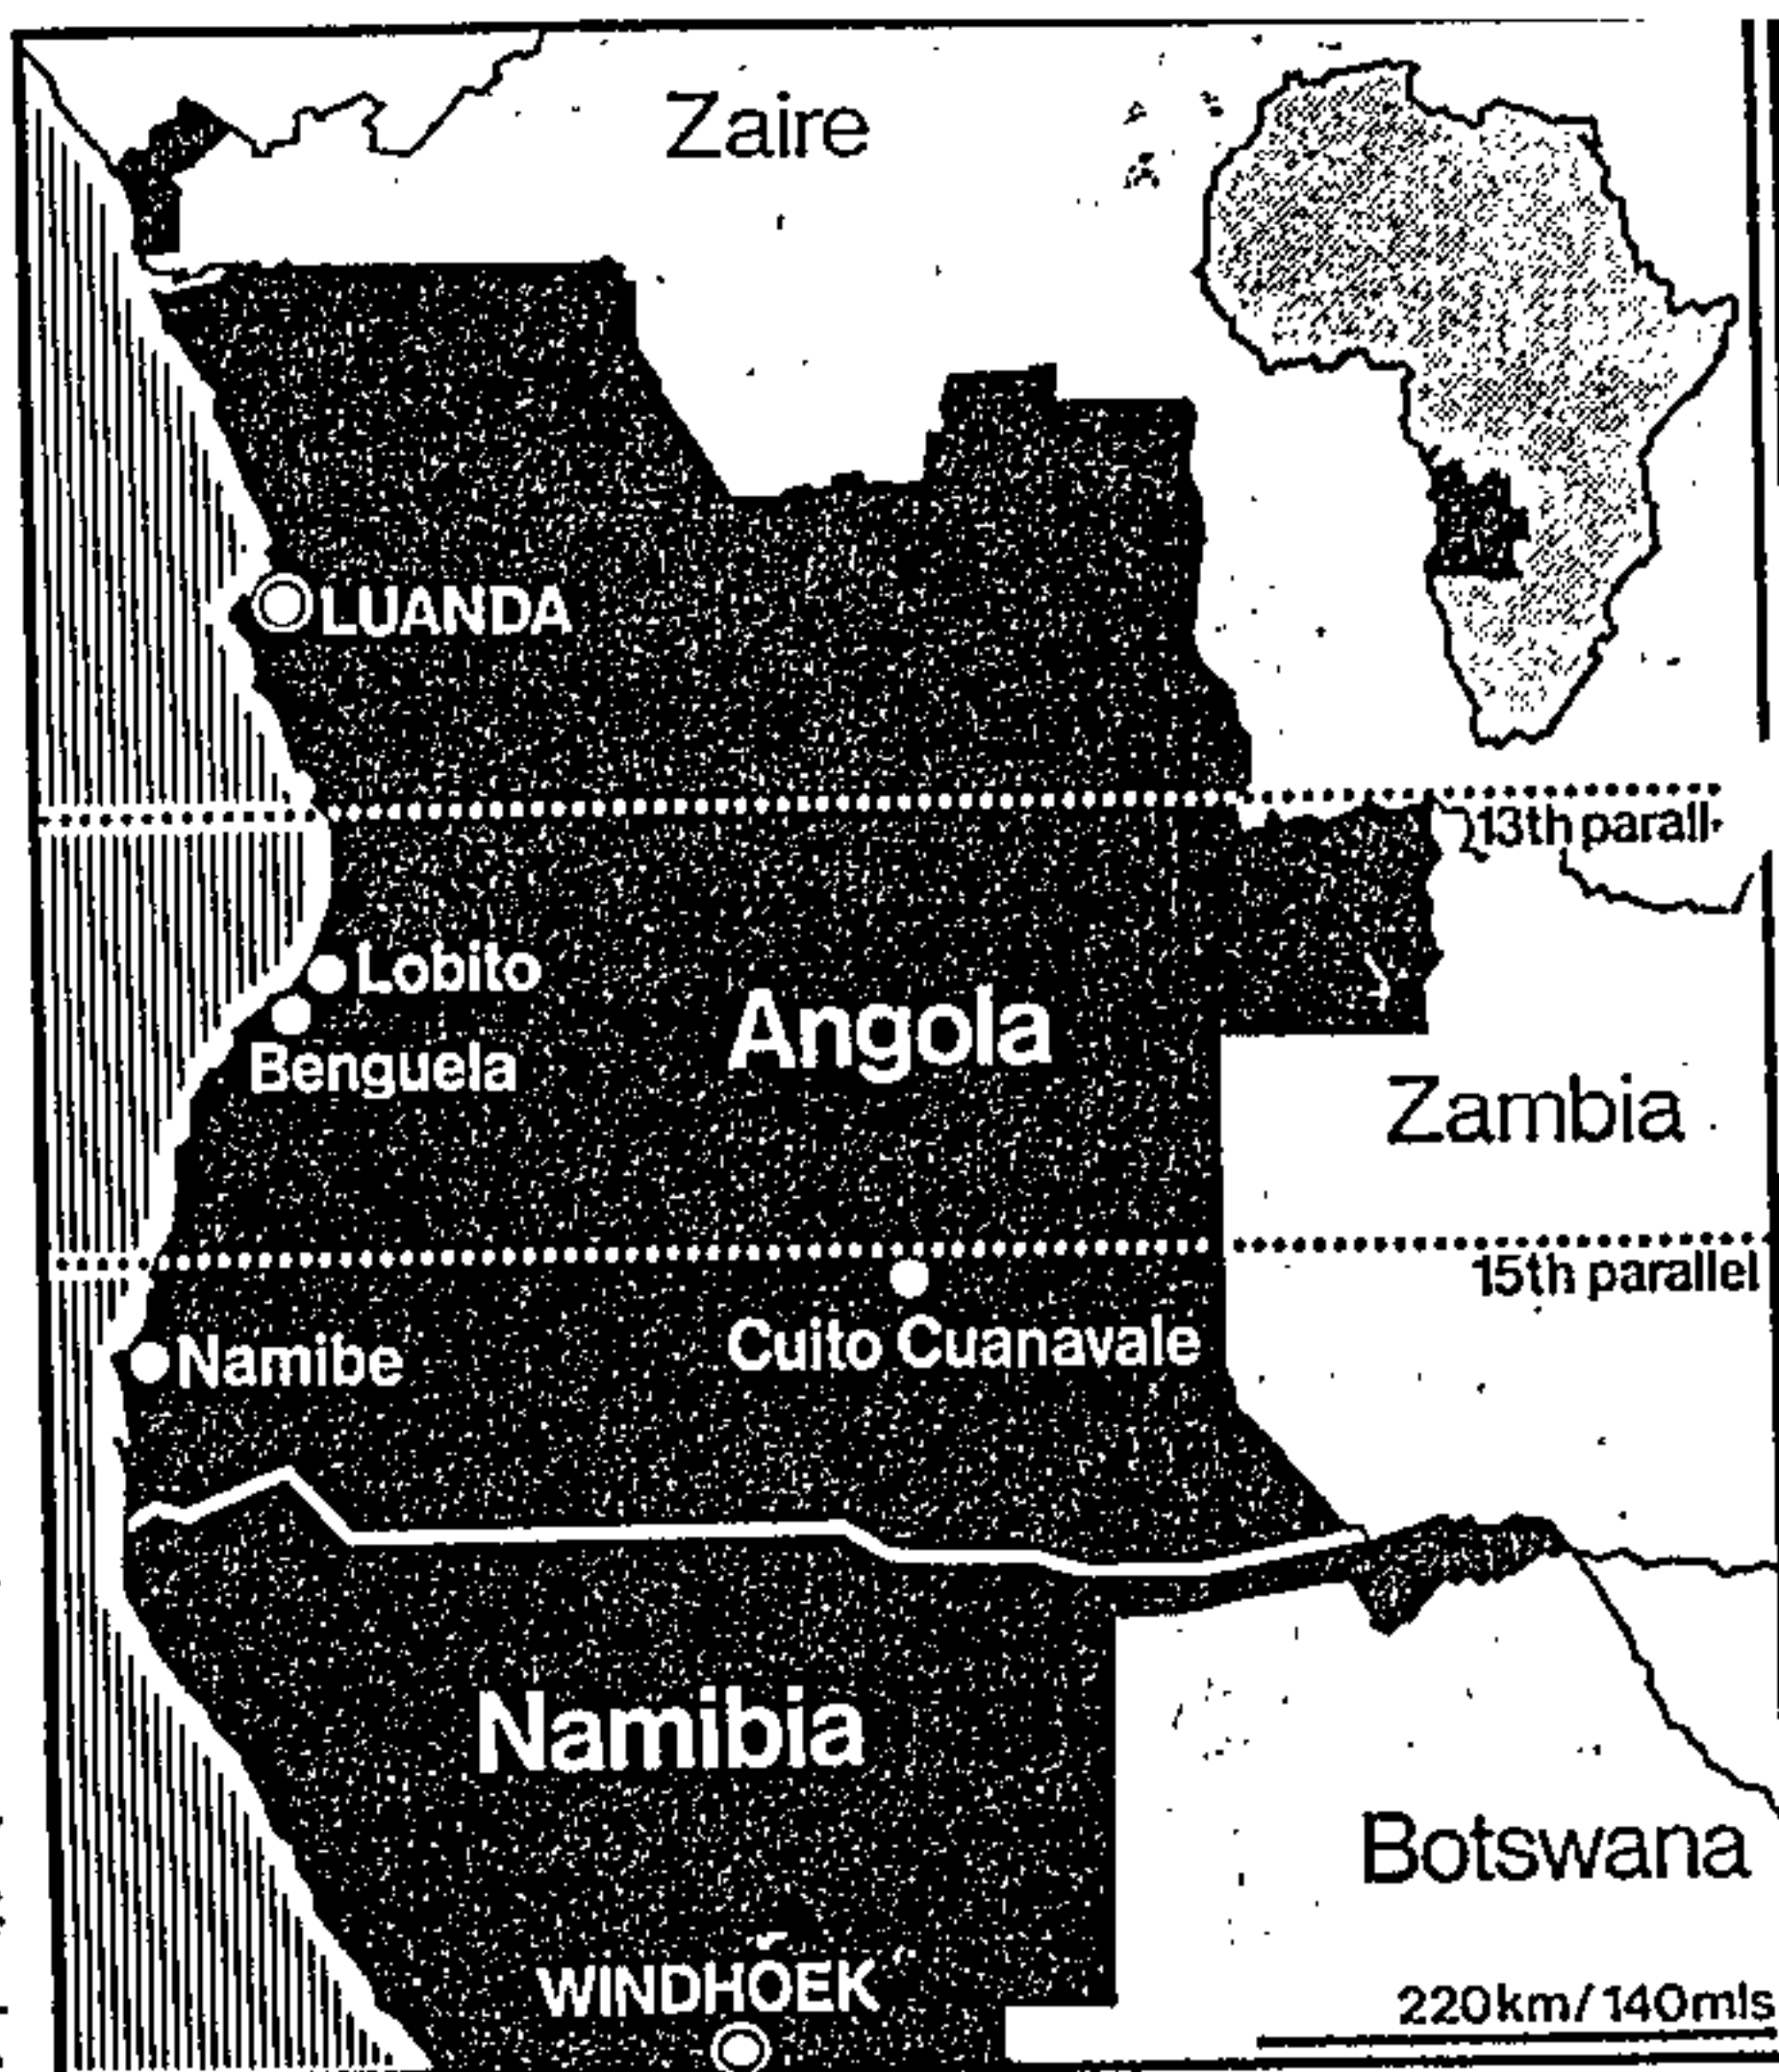 Zaire
LUANDA
13th parall
Lobito
Angola
Benguela
Zambia
15th parallel
Cuito Cuanavale
Namibe
Namibia
Botswana
WINDHOEK
220km/140mls